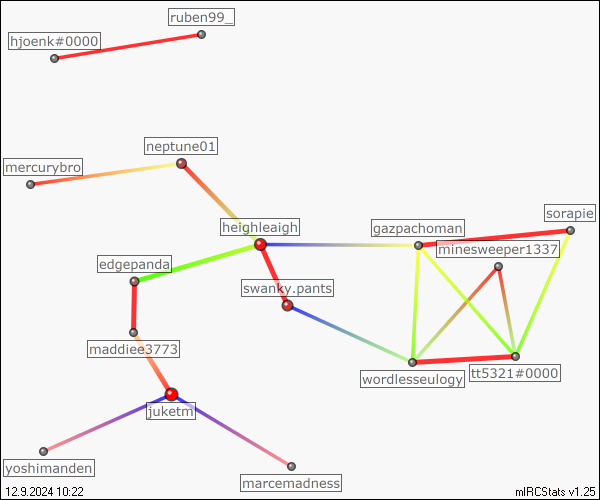 ruben99_
hjoenk#0000
neptune01
mercurybro
sorapie
heighleaigh
gazpachoman
minesweeper1337
edgepanda
swanky.pants
maddiee3773
tt5321#0000
wordlesseulogy
juketm
yoshimanden
marcemadness
12.9.2024 10:22
mIRCStats v1.25